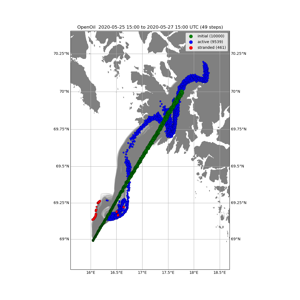 OpenOil 2020-05-25 15:00 to 2020-05-27 15:00 UTC (49 steps)
initial (10000)
active (9539)
stranded (461)
70.25°N
70.25°N
70°N
70°N
69.75°N
69.75°N
69.5°N
69.5°N
69.25°N
69.25°N
69°N
69°N
16°E
16.5°E
17°E
17.5°E
18°E
18.5°E